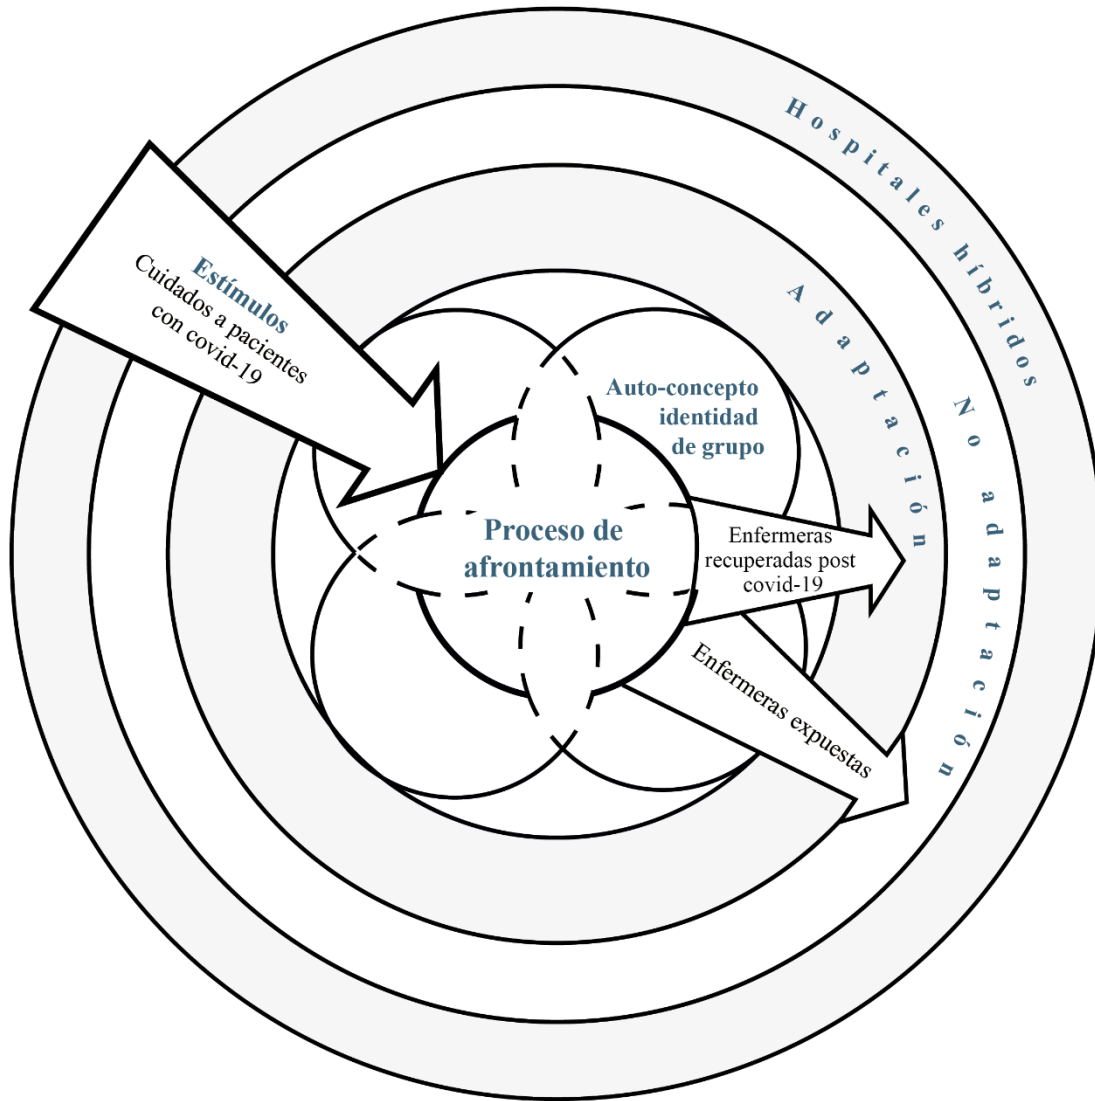 Hospitales híbridos
Adaptación
No adaptación
Estímulos
Cuidados a pacientes
con covid-19
Auto-concepto
identidad
de grupo
Proceso de
afrontamiento
Enfermeras
recuperadas post
covid-19
Enfermeras expuestas